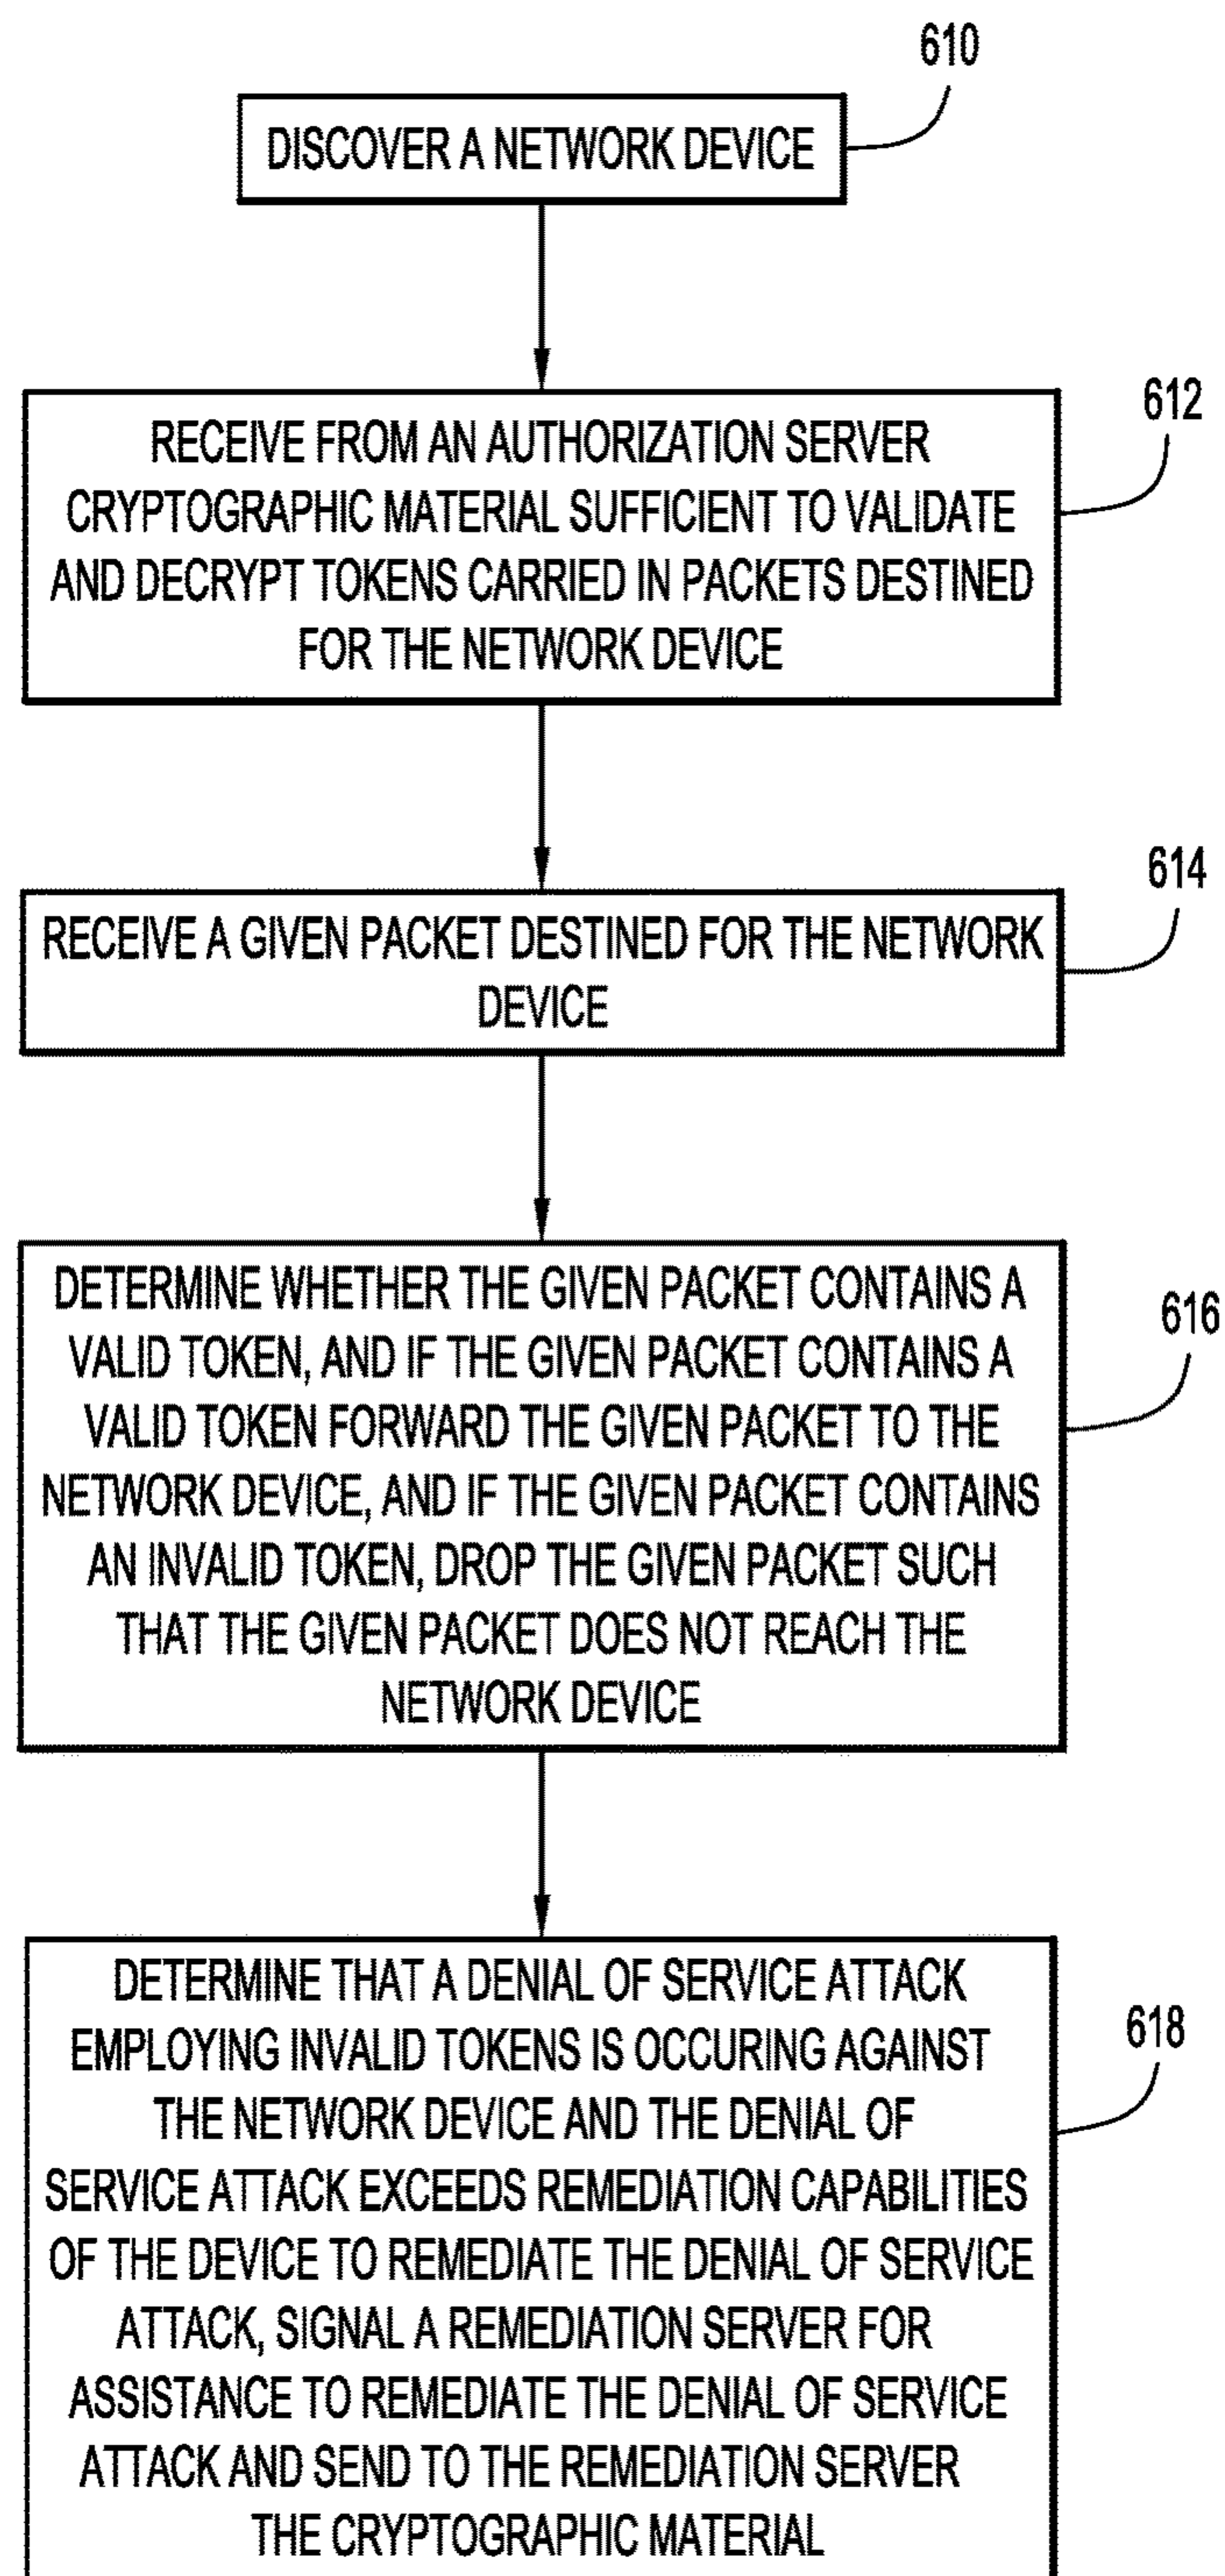 610
DISCOVER A NETWORK DEVICE
612
RECEIVE FROM AN AUTHORIZATION SERVER
CRYPTOGRAPHIC MATERIAL SUFFICIENT TO VALIDATE
AND DECRYPT TOKENS CARRIED IN PACKETS DESTINED
FOR THE NETWORK DEVICE
614
RECEIVE A GIVEN PACKET DESTINED FOR THE NETWORK
DEVICE
616
DETERMINE WHETHER THE GIVEN PACKET CONTAINS A
VALID TOKEN, AND IF THE GIVEN PACKET CONTAINS A
VALID TOKEN FORWARD THE GIVEN PACKET TO THE
NETWORK DEVICE, AND IF THE GIVEN PACKET CONTAINS
AN INVALID TOKEN, DROP THE GIVEN PACKET SUCH
THAT THE GIVEN PACKET DOES NOT REACH THE
NETWORK DEVICE
618
DETERMINE THAT A DENIAL OF SERVICE ATTACK
EMPLOYING INVALID TOKENS IS OCCURING AGAINST
THE NETWORK DEVICE AND THE DENIAL OF
SERVICE ATTACK EXCEEDS REMEDIATION CAPABILITIES
OF THE DEVICE TO REMEDIATE THE DENIAL OF SERVICE
ATTACK, SIGNAL A REMEDIATION SERVER FOR
ASSISTANCE TO REMEDIATE THE DENIAL OF SERVICE
ATTACK AND SEND TO THE REMEDIATION SERVER
THE CRYPTOGRAPHIC MATERIAL